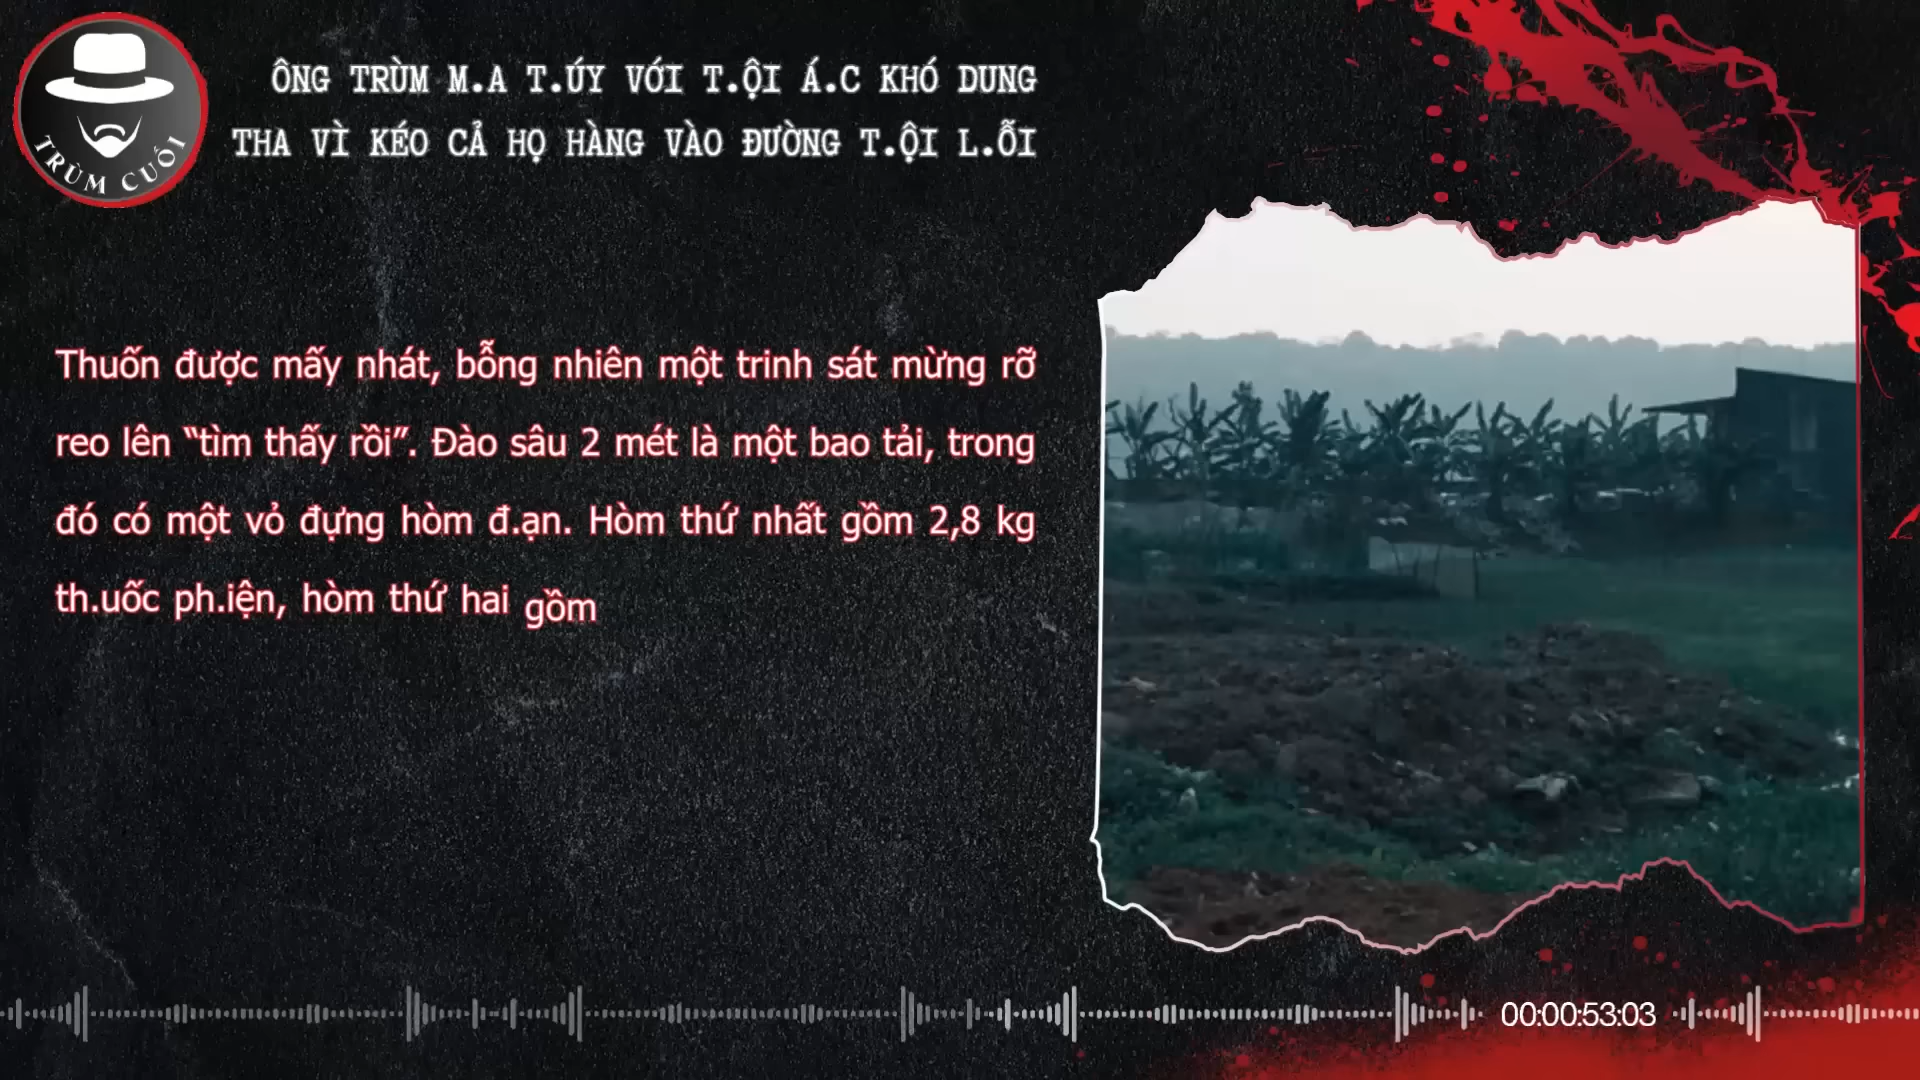 TRÙM CUỐI
ÔNG TRÙM M.A T.ÚY VỚI T.ỘI Á.C KHÓ DUNG
THA VÌ KÉO CẢ HỌ HÀNG VÀO ĐƯỜNG T.ỘI L.ỖI
Thuốn được mấy nhát, bỗng nhiên một trinh sát mừng rỡ
reo lên “tìm thấy rồi”. Đào sâu 2 mét là một bao tải, trong
đó có một vỏ đựng hòm đ.ạn. Hòm thứ nhất gồm 2,8 kg
th.uốc ph.iện, hòm thứ hai gồm
00:00:53:03